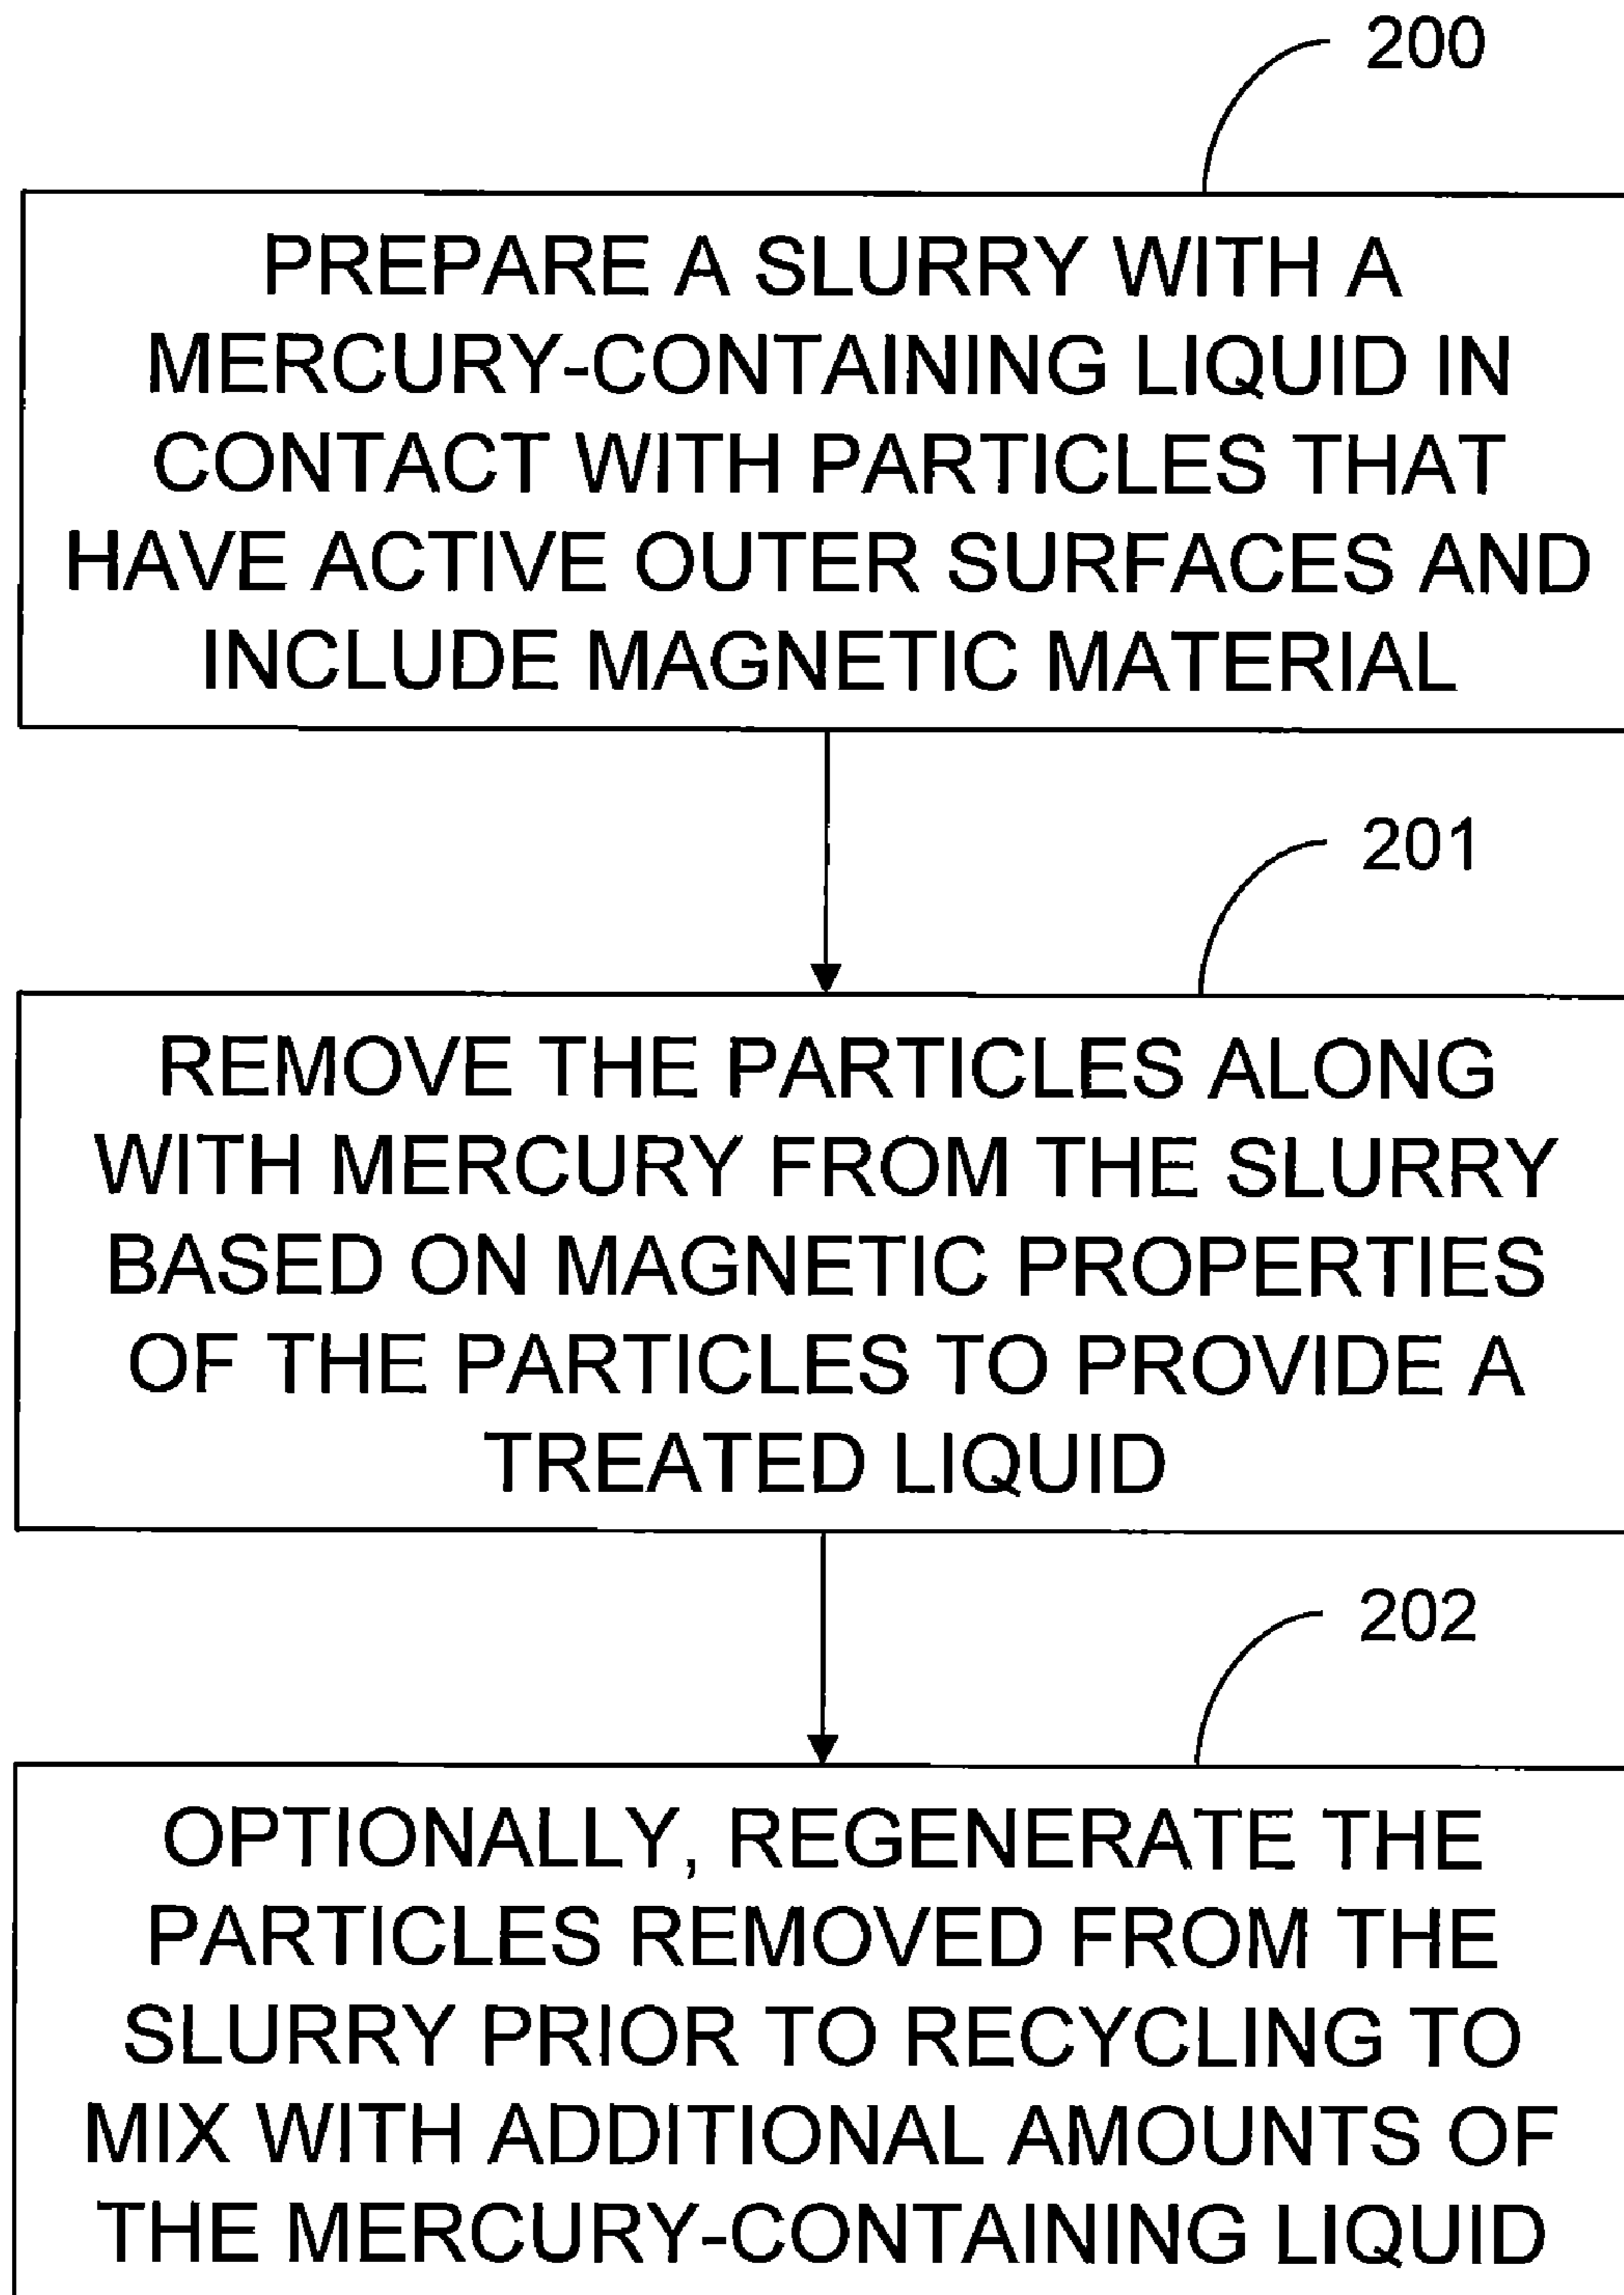 200
PREPARE A SLURRY WITH A
MERCURY-CONTAINING LIQUID IN
CONTACT WITH PARTICLES THAT
HAVE ACTIVE OUTER SURFACES AND
INCLUDE MAGNETIC MATERIAL
201
REMOVE THE PARTICLES ALONG
WITH MERCURY FROM THE SLURRY
BASED ON MAGNETIC PROPERTIES
OF THE PARTICLES TO PROVIDE A
TREATED LIQUID
202
OPTIONALLY, REGENERATE THE
PARTICLES REMOVED FROM THE
SLURRY PRIOR TO RECYCLING TO
MIX WITH ADDITIONAL AMOUNTS OF
THE MERCURY-CONTAINING LIQUID